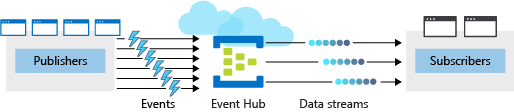 Publishers
Subscribers
Events
Event Hub
Data streams